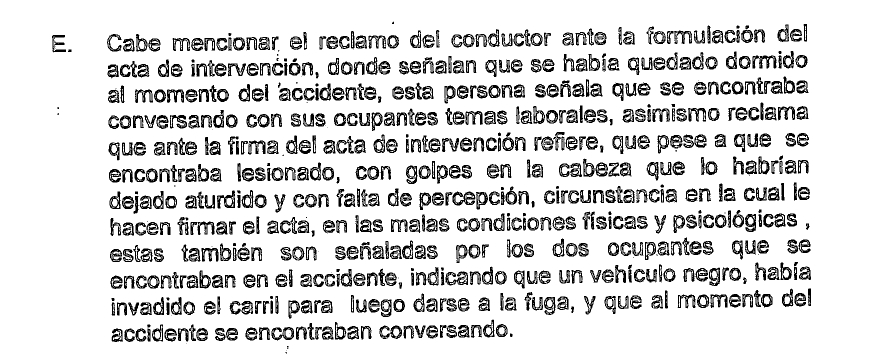 E. Cabe mencionar el reclamo del conductor ante la formulación del
acta de intervención, donde señalan que se había quedado dormido
al momento del accidente, esta persona señala que se encontraba
conversando con sus ocupantes temas laborales, asimismo reclama
que ante la firma del acta de intervención refiere, que pese a que se
encontraba lesionado, con golpes en la cabeza que lo habrían
dejado aturdido y con falta de percepción, circunstancia en la cual le
hacen firmar el acta, en las malas condiciones físicas y psicológicas ,
estas también son señaladas por los dos ocupantes que se
encontraban en el accidente, indicando que un vehículo negro, había
invadido el carril para luego darse a la fuga, y que al momento del
accidente se encontraban conversando.